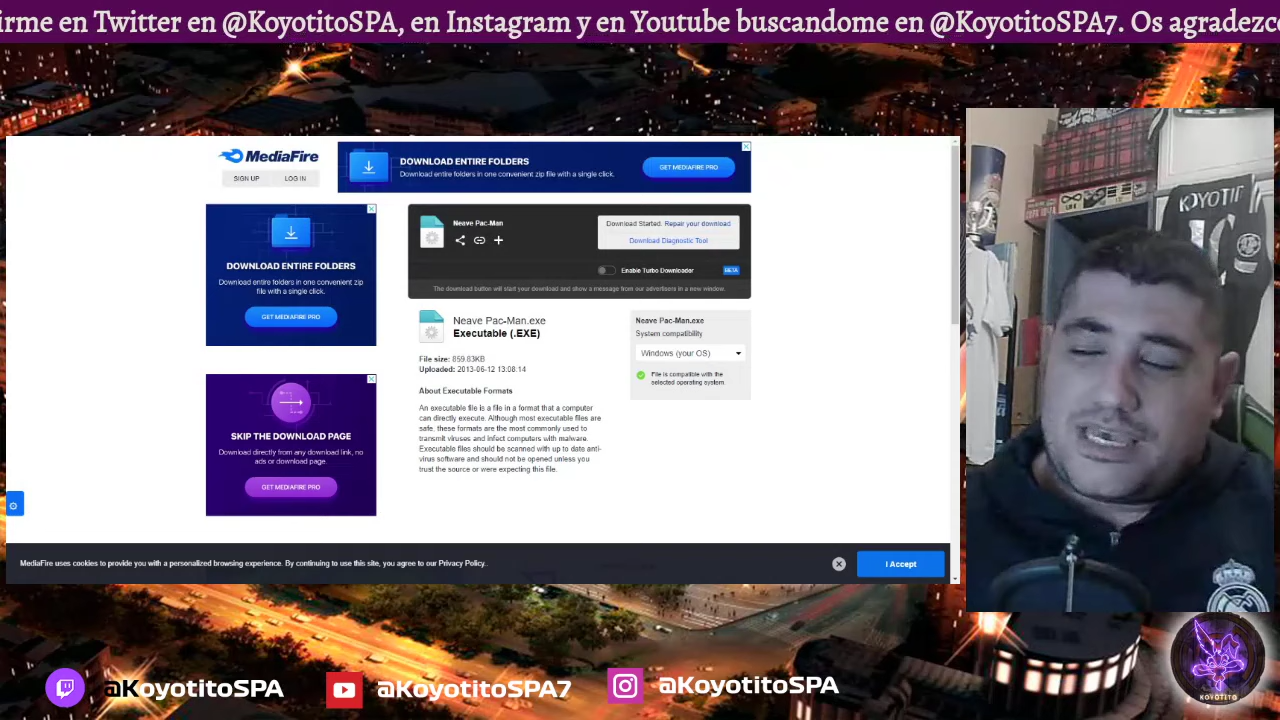 irme en Twitter en @KoyotitoSPA, en Instagram y en Youtube buscandome en @KoyotitoSPA7. Os agradezc
MediaFire
SIGN UP
LOG IN
DOWNLOAD ENTIRE FOLDERS
Download entire folders in one convenient zip file with a single click.
GET MEDIAFIRE PRO
DOWNLOAD ENTIRE FOLDERS
Download entire folders in one convenient zip
file with a single click.
GET MEDIAFIRE PRO
SKIP THE DOWNLOAD PAGE
Download directly from any download link, no
ads or download page.
GET MEDIAFIRE PRO
Neave Pac-Man
Download Started. Repair your download
Download Diagnostic Tool
Enable Turbo Downloader
BETA
The download button will start your download and show a message from our advertisers in a new window.
Neave Pac-Man.exe
Executable (.EXE)
File size: 859.83KB
Uploaded: 2013-06-12 13:08:14
About Executable Formats
An executable file is a file in a format that a computer
can directly execute. Although most executable files are
safe, these formats are the most commonly used to
transmit viruses and infect computers with malware.
Executable files should be scanned with up to date anti-
virus software and should not be opened unless you
trust the source or were expecting this file.
Neave Pac-Man.exe
System compatibility
Windows (your OS)
File is compatible with the
selected operating system.
MediaFire uses cookies to provide you with a personalized browsing experience. By continuing to use this site, you agree to our Privacy Policy..
I Accept
KOYOTIT
@KoyotitoSPA
@KoyotitoSPA7
@KoyotitoSPA
KOYOTITO